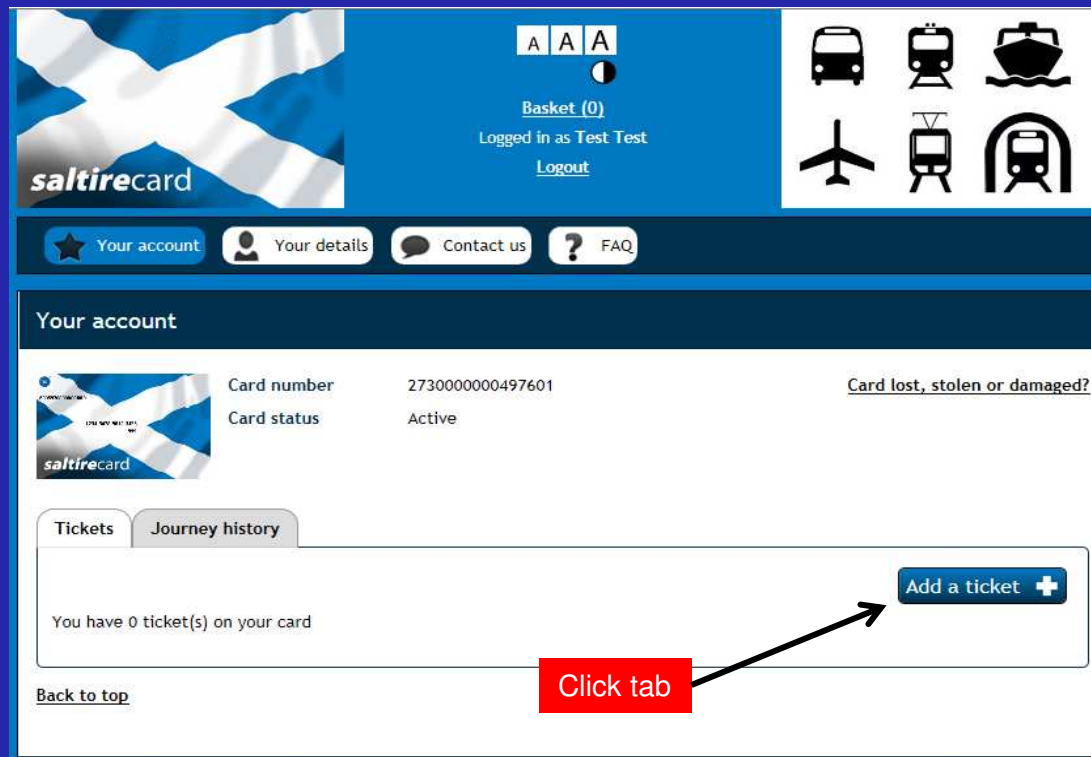 saltirecard
A A A
Basket (0)
Logged in as Test Test
Logout
Your account
Your details
Contact us
? FAQ
Your account
saltirecard
Card number 2730000000497601
Card status Active
Card lost, stolen or damaged?
Tickets
Journey history
Add a ticket
You have 0 ticket(s) on your card
Click tab
Back to top